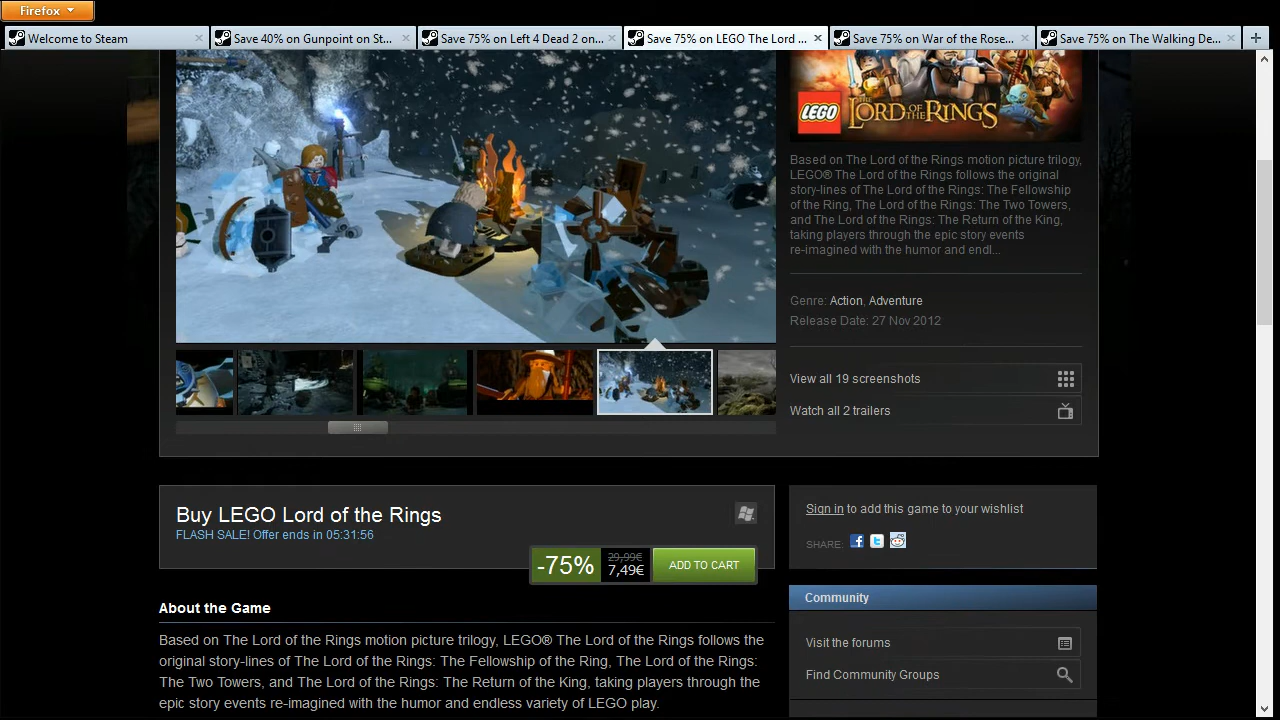 Firefox
Welcome to Steam
Save 40% on Gunpoint on St...
Save 75% on Left 4 Dead 2 on...
Save 75% on LEGO The Lord ...
Save 75% on War of the Rose...
Save 75% on The Walking De...
LEGO
THE LORD OF THE RINGS
Based on The Lord of the Rings motion picture trilogy,
LEGO® The Lord of the Rings follows the original
story-lines of The Lord of the Rings: The Fellowship
of the Ring, The Lord of the Rings: The Two Towers,
and The Lord of the Rings: The Return of the King,
taking players through the epic story events
re-imagined with the humor and endl...
Genre: Action, Adventure
Release Date: 27 Nov 2012
View all 19 screenshots
Watch all 2 trailers
Buy LEGO Lord of the Rings
FLASH SALE! Offer ends in 05:31:56
-75%
29,99€
7,49€
ADD TO CART
Sign in to add this game to your wishlist
SHARE:
About the Game
Based on The Lord of the Rings motion picture trilogy, LEGO® The Lord of the Rings follows the
original story-lines of The Lord of the Rings: The Fellowship of the Ring, The Lord of the Rings:
The Two Towers, and The Lord of the Rings: The Return of the King, taking players through the
epic story events re-imagined with the humor and endless variety of LEGO play.
Community
Visit the forums
Find Community Groups